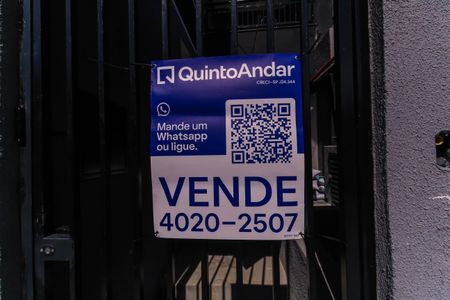 QuintoAndar
CRECI-SP J24.344
Mande um
Whatsapp
ou ligue.
VENDE
4020-2507